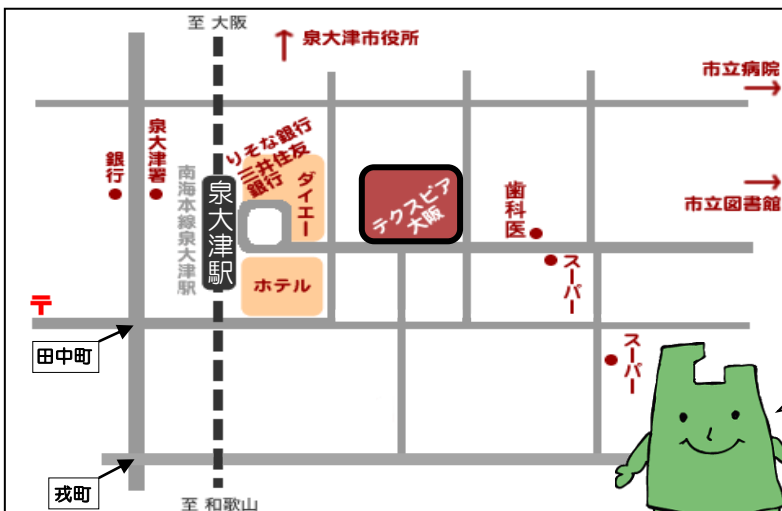 至 大阪
泉大津市役所
市立病院
泉大津署
銀行
りそな銀行
三井住友
銀行
ダイエー
南海本線泉大津駅
泉大津駅
テクスピア
大阪
歯科医
市立図書館
スーパー
ホテル
〒
田中町
スーパー
戎町
至 和歌山